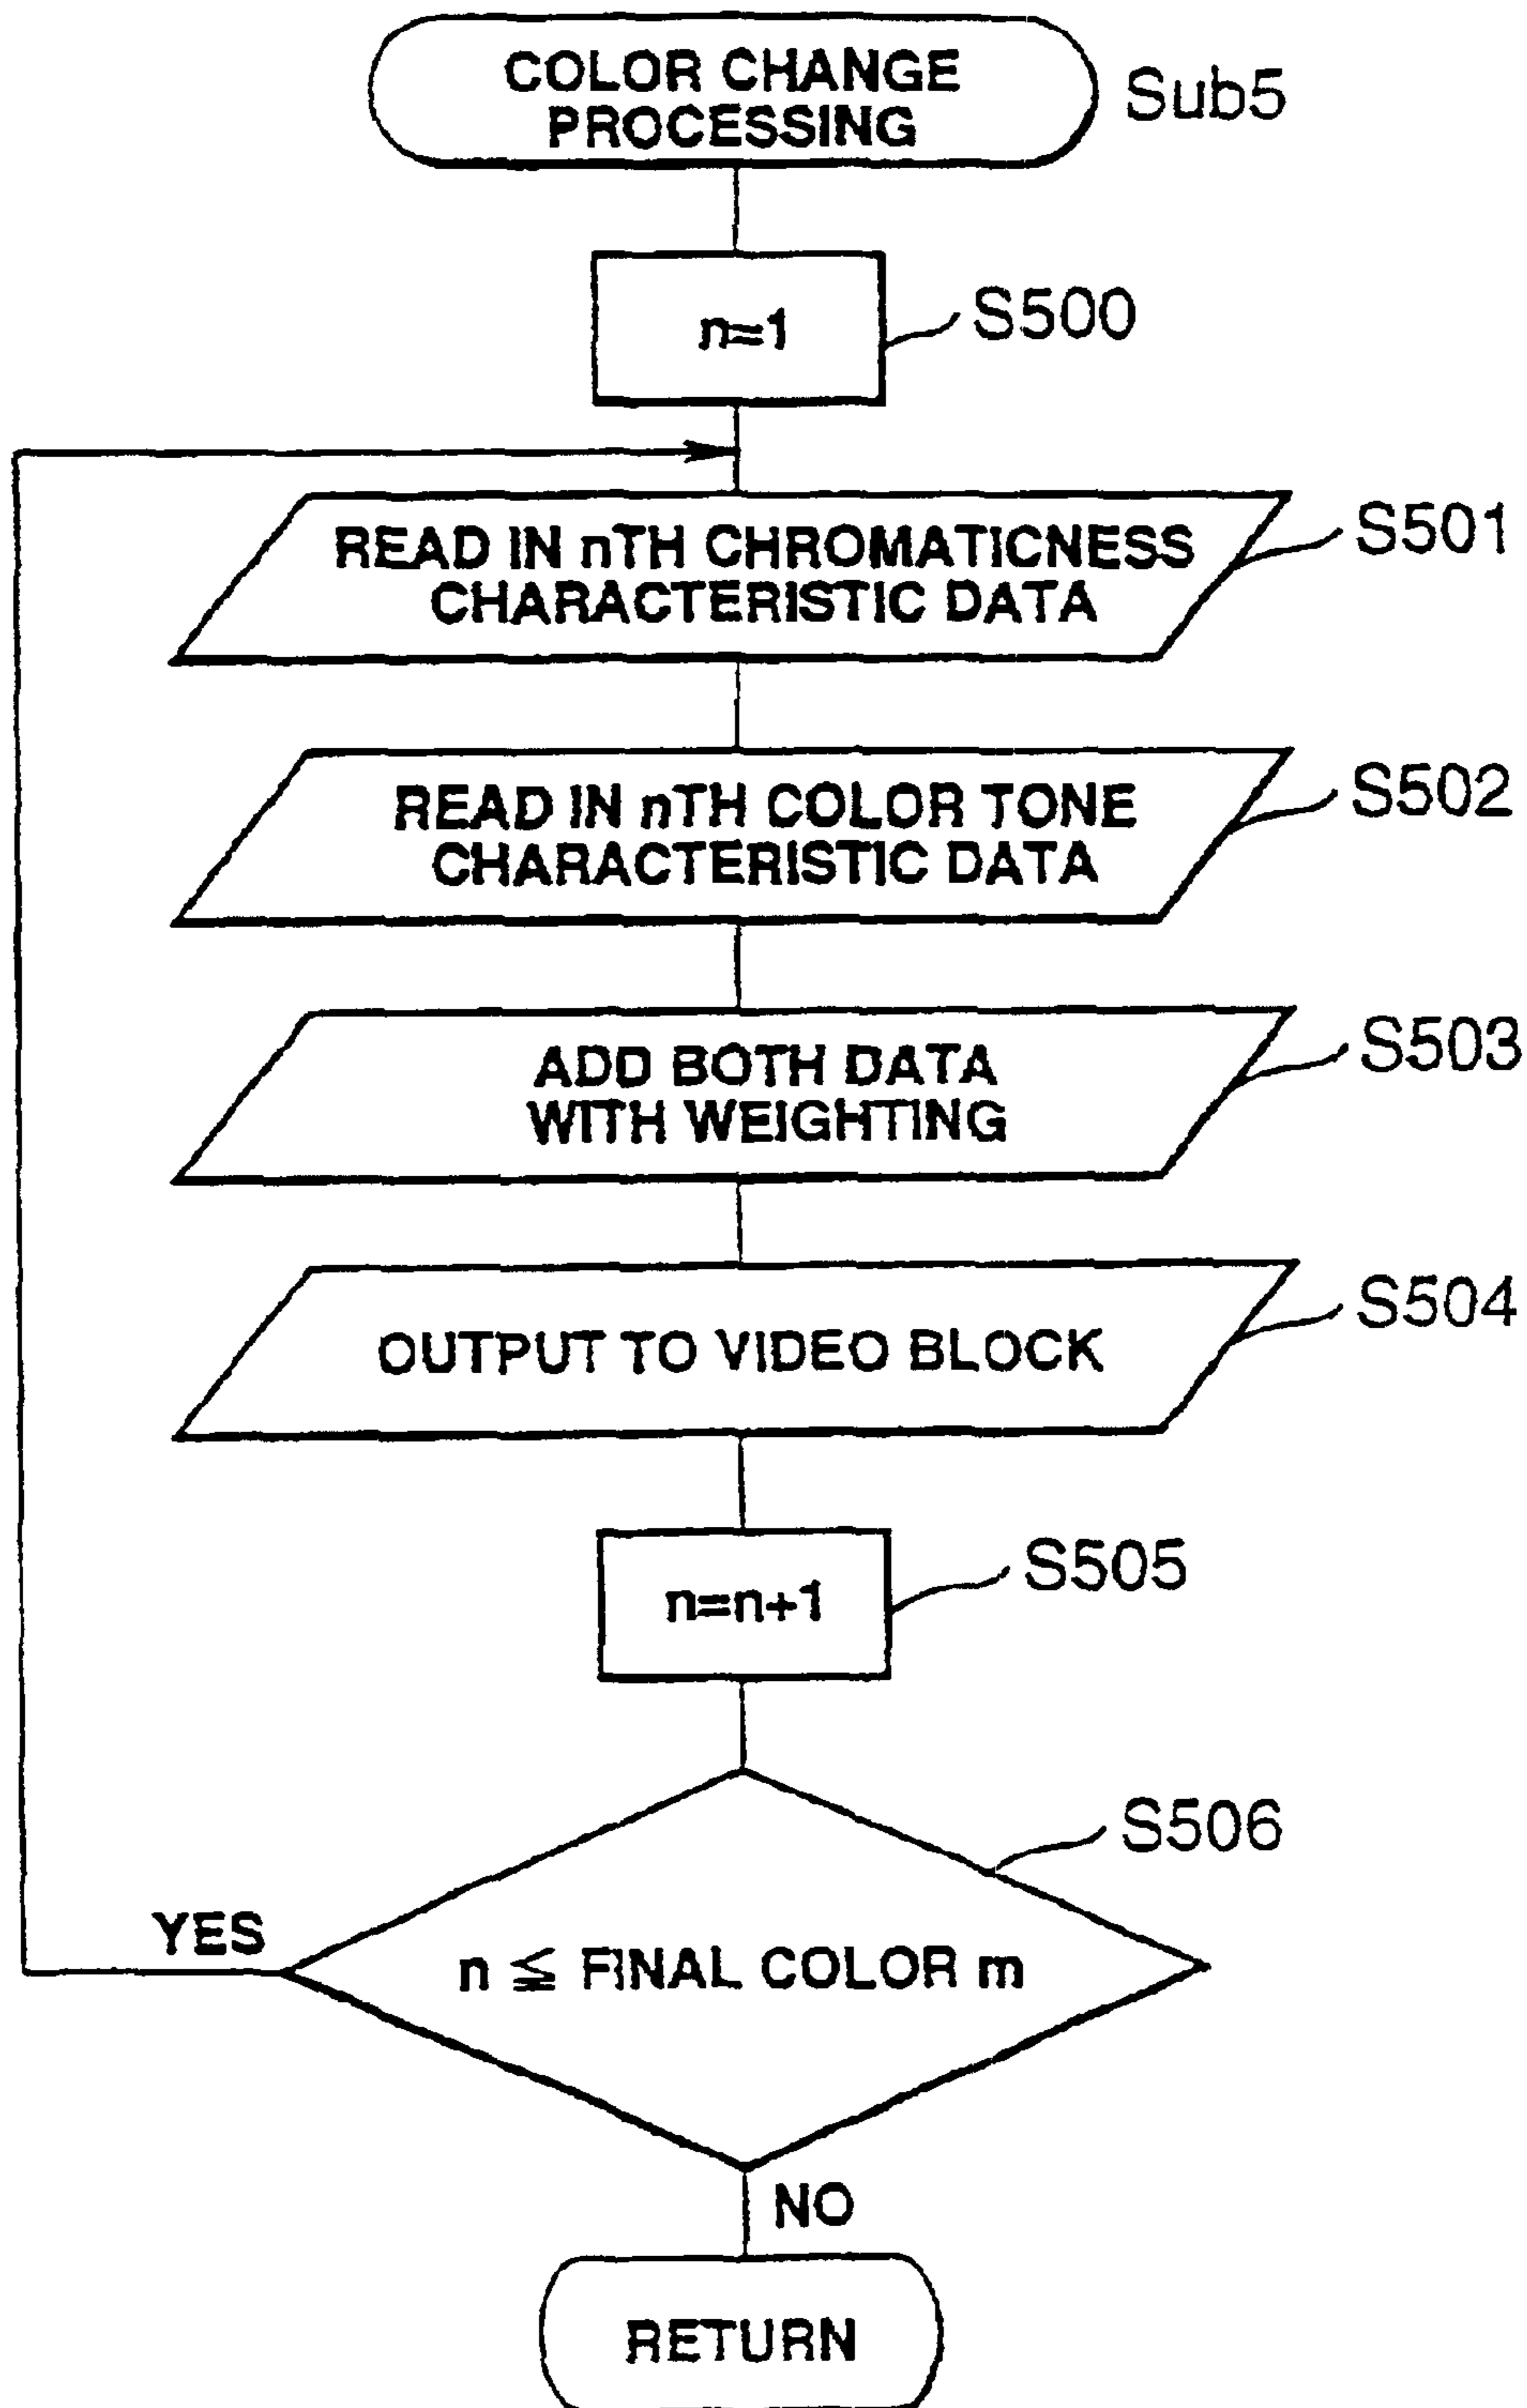 COLOR CHANGE
PROCESSING
Sub5
n=1
S500
READ IN nTH CHROMATICNESS
CHARACTERISTIC DATA
S501
READ IN nTH COLOR TONE
CHARACTERISTIC DATA
S502
ADD BOTH DATA
WITH WEIGHTING
S503
OUTPUT TO VIDEO BLOCK
S504
n=n+1
S505
S506
YES
n ≦ FINAL COLOR m
NO
RETURN